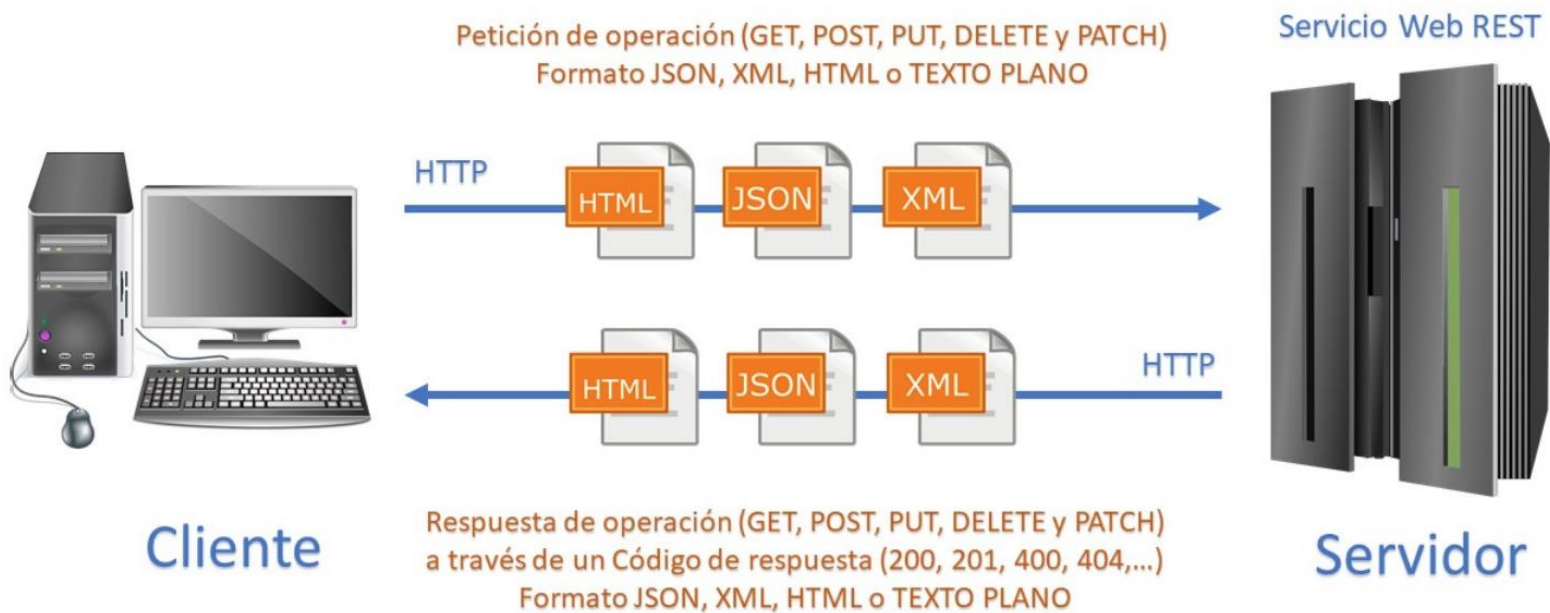 Petición de operación (GET, POST, PUT, DELETE y PATCH)
Formato JSON, XML, HTML o TEXTO PLANO
Servicio Web REST
HTTP
HTML
JSON
XML
HTML
JSON
XML
HTTP
Cliente
Respuesta de operación (GET, POST, PUT, DELETE y PATCH)
a través de un Código de respuesta (200, 201, 400, 404,...)
Formato JSON, XML, HTML o TEXTO PLANO
Servidor